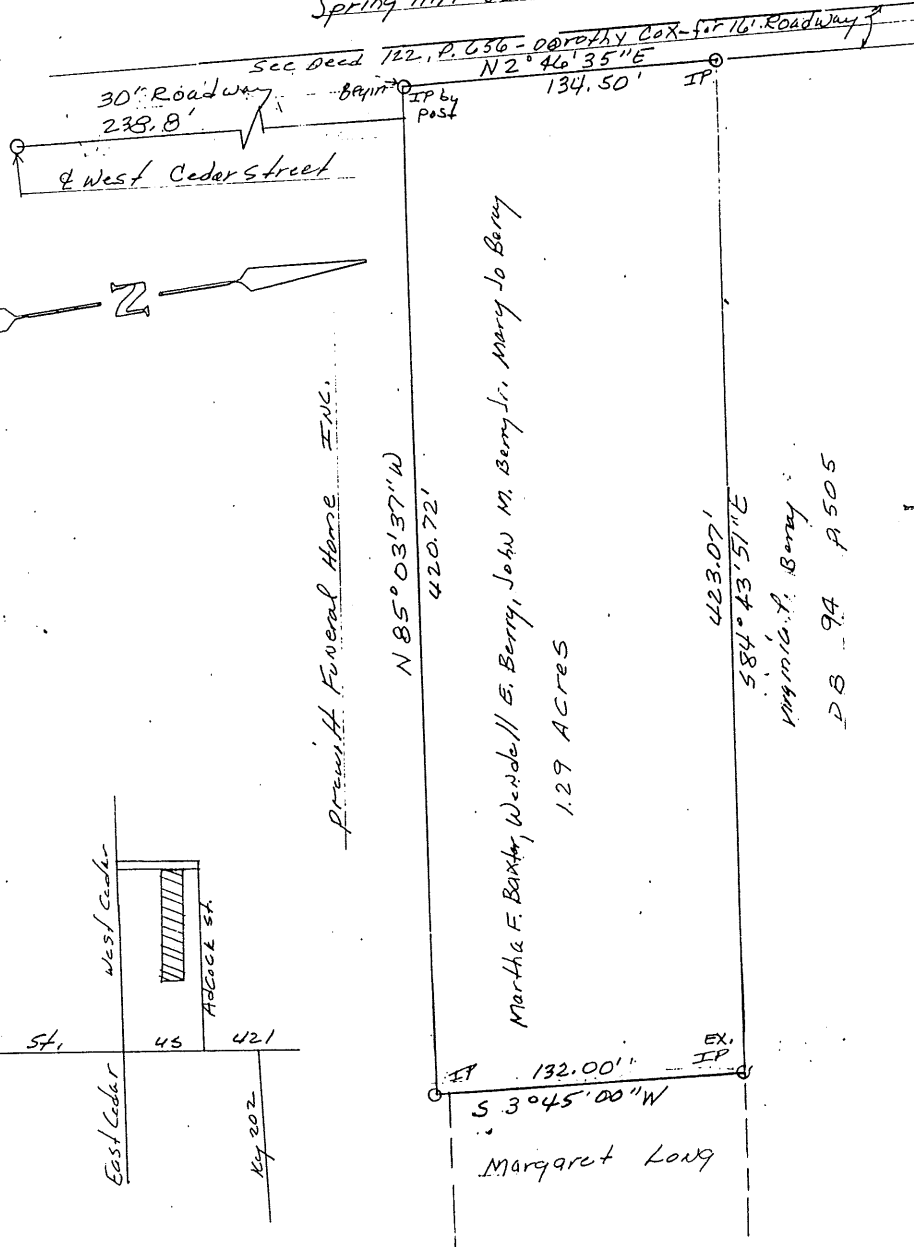 Spring Hill
See Deed 122, P. 656 - Dorothy Cox - for 16' Roadway
N 2° 46' 35" E
134.50'
30" Roadway
238.8'
Begin
IP by
Post
IP
℄ West Cedar Street
N
Prewitt Funeral Home INC.
N 85° 03' 37" W
420.72'
Martha F. Baxter, Wendell E. Berry, John M. Berry Jr. Mary Jo Berry
1.29 Acres
423.07'
S 84° 43' 51" E
Virginia P. Berry
DB 94 P. 505
West Cedar
Adcock St.
St.
US 421
East Cedar
Ky 202
IP
132.00'
EX.
IP
S 3° 45' 00" W
Margaret Long